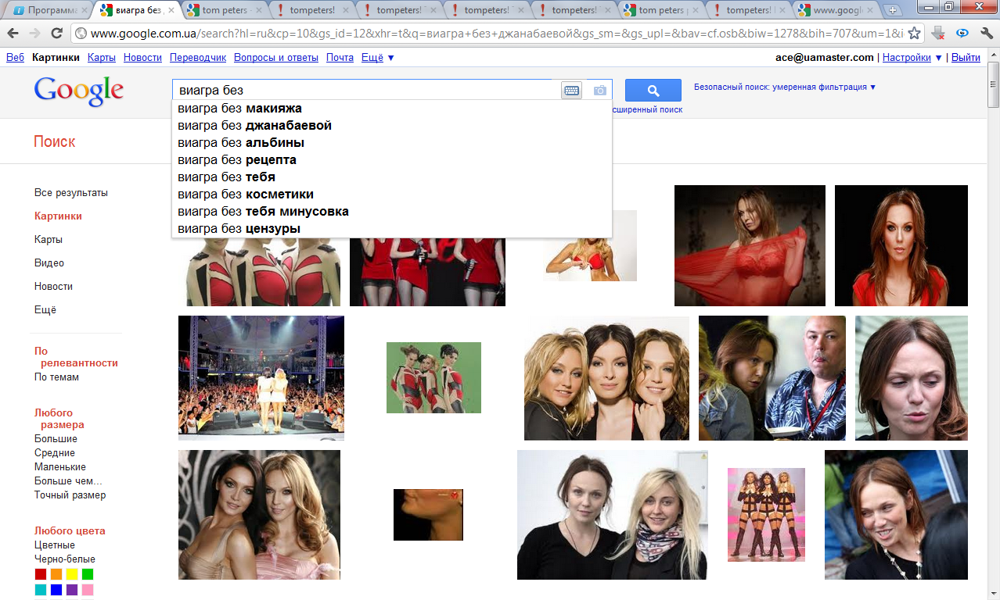 Программа
виагра без
tom peters
tompeters!
tompeters!
tompeters!
tompeters!
tom peters p
tompeters!
www.googl
www.google.com.ua/search?hl=ru&cp=10&gs_id=12&xhr=t&q=виагра+без+джанабаевой&gs_sm=&gs_upl=&bav=cf.osb&biw=1278&bih=707&um=1&i
Веб Картинки Карты Новости Переводчик Вопросы и ответы Почта Ещё ▼
ace@uamaster.com | Настройки ▼ | Выйти
Google
виагра без
Безопасный поиск: умеренная фильтрация ▼
сширенный поиск
виагра без макияжа
виагра без джанабаевой
виагра без альбины
виагра без рецепта
виагра без тебя
виагра без косметики
виагра без тебя минусовка
виагра без цензуры
Поиск
Все результаты
Картинки
Карты
Видео
Новости
Ещё
По
релевантности
По темам
Любого
размера
Большие
Средние
Маленькие
Больше чем...
Точный размер
Любого цвета
Цветные
Черно-белые